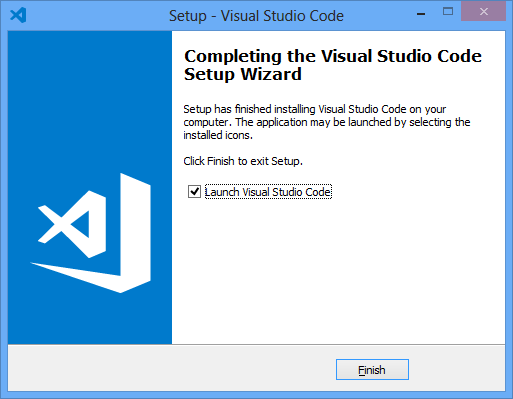 Setup - Visual Studio Code
Completing the Visual Studio Code
Setup Wizard
Setup has finished installing Visual Studio Code on your
computer. The application may be launched by selecting the
installed icons.
Click Finish to exit Setup.
Launch Visual Studio Code
Finish